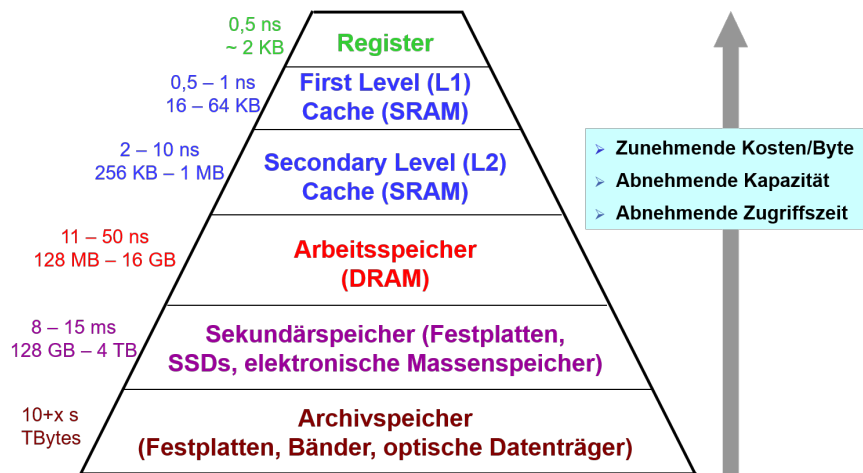 0,5 ns
~ 2 KB
Register
0,5 – 1 ns
16 – 64 KB
First Level (L1)
Cache (SRAM)
2 – 10 ns
256 KB – 1 MB
Secondary Level (L2)
Cache (SRAM)
11 – 50 ns
128 MB – 16 GB
Arbeitsspeicher
(DRAM)
8 – 15 ms
128 GB – 4 TB
Sekundärspeicher (Festplatten,
SSDs, elektronische Massenspeicher)
10+x s
TBytes
Archivspeicher
(Festplatten, Bänder, optische Datenträger)
➢ Zunehmende Kosten/Byte
➢ Abnehmende Kapazität
➢ Abnehmende Zugriffszeit